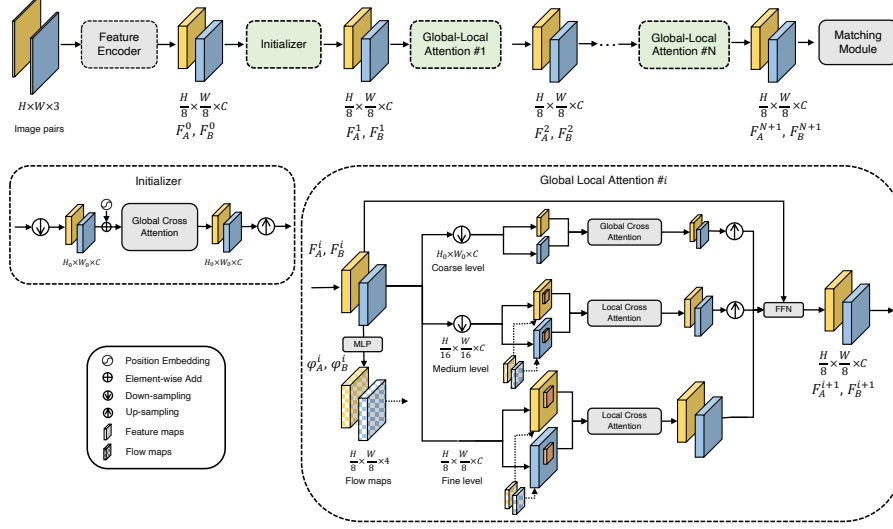 Feature
Encoder
Initializer
Global-Local
Attention #1
Global-Local
Attention #N
Matching
Module
H×W×3
Image pairs
H/8 × W/8 ×C
F_A^0, F_B^0
H/8 × W/8 ×C
F_A^1, F_B^1
H/8 × W/8 ×C
F_A^2, F_B^2
H/8 × W/8 ×C
F_A^{N+1}, F_B^{N+1}
Initializer
Global Cross
Attention
H_0×W_0×C
H_0×W_0×C
Position Embedding
Element-wise Add
Down-sampling
Up-sampling
Feature maps
Flow maps
Global Local Attention #i
F_A^i, F_B^i
MLP
φ_A^i, φ_B^i
H/8 × W/8 ×4
Flow maps
H_0×W_0×C
Coarse level
Global Cross
Attention
H/16 × W/16 ×C
Medium level
Local Cross
Attention
H/8 × W/8 ×C
Fine level
Local Cross
Attention
FFN
H/8 × W/8 ×C
F_A^{i+1}, F_B^{i+1}